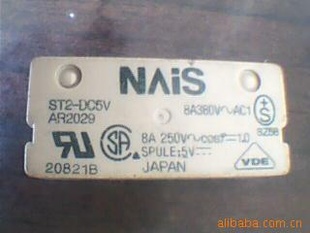 NAiS
ST2-DC5V
AR2029
8A380V~AC1
8A 250V~cosφ=1.0
SPULE:5V
20821B
JAPAN
VDE
alibaba.com.cn